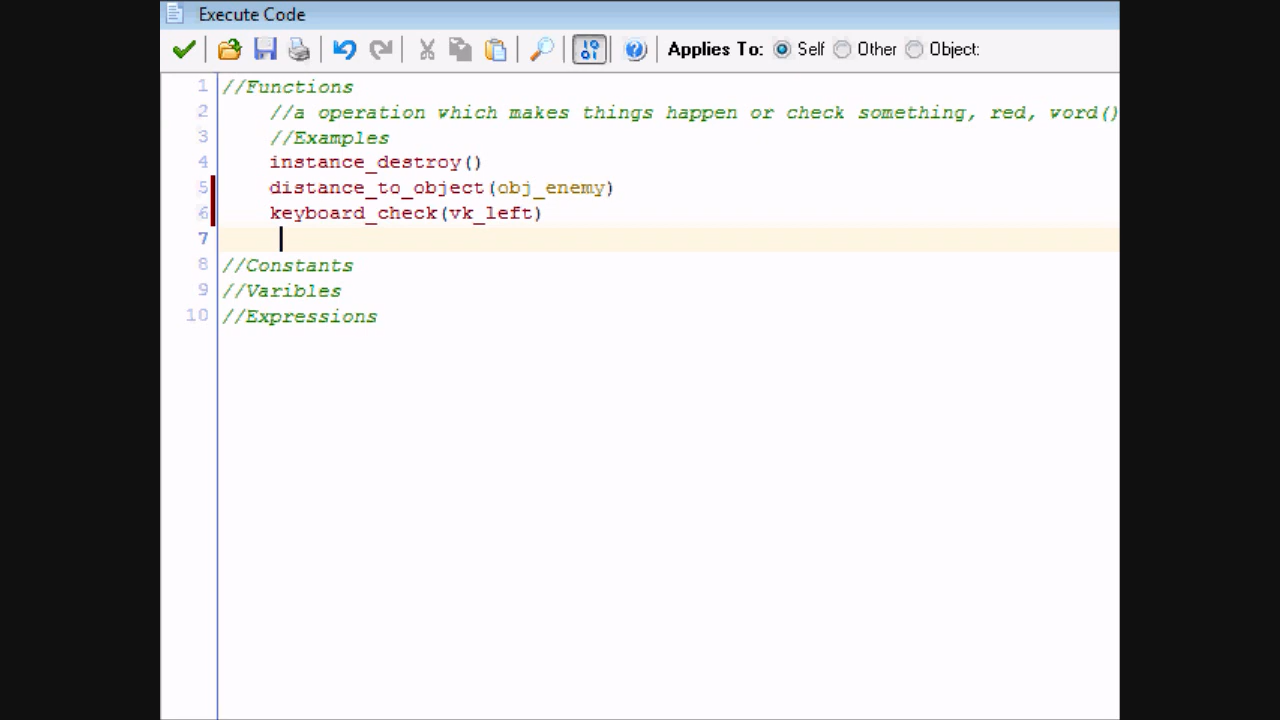 Execute Code
Applies To: Self Other Object:
1 //Functions
2 //a operation which makes things happen or check something, red, word()
3 //Examples
4 instance_destroy()
5 distance_to_object(obj_enemy)
6 keyboard_check(vk_left)
7
8 //Constants
9 //Varibles
10 //Expressions